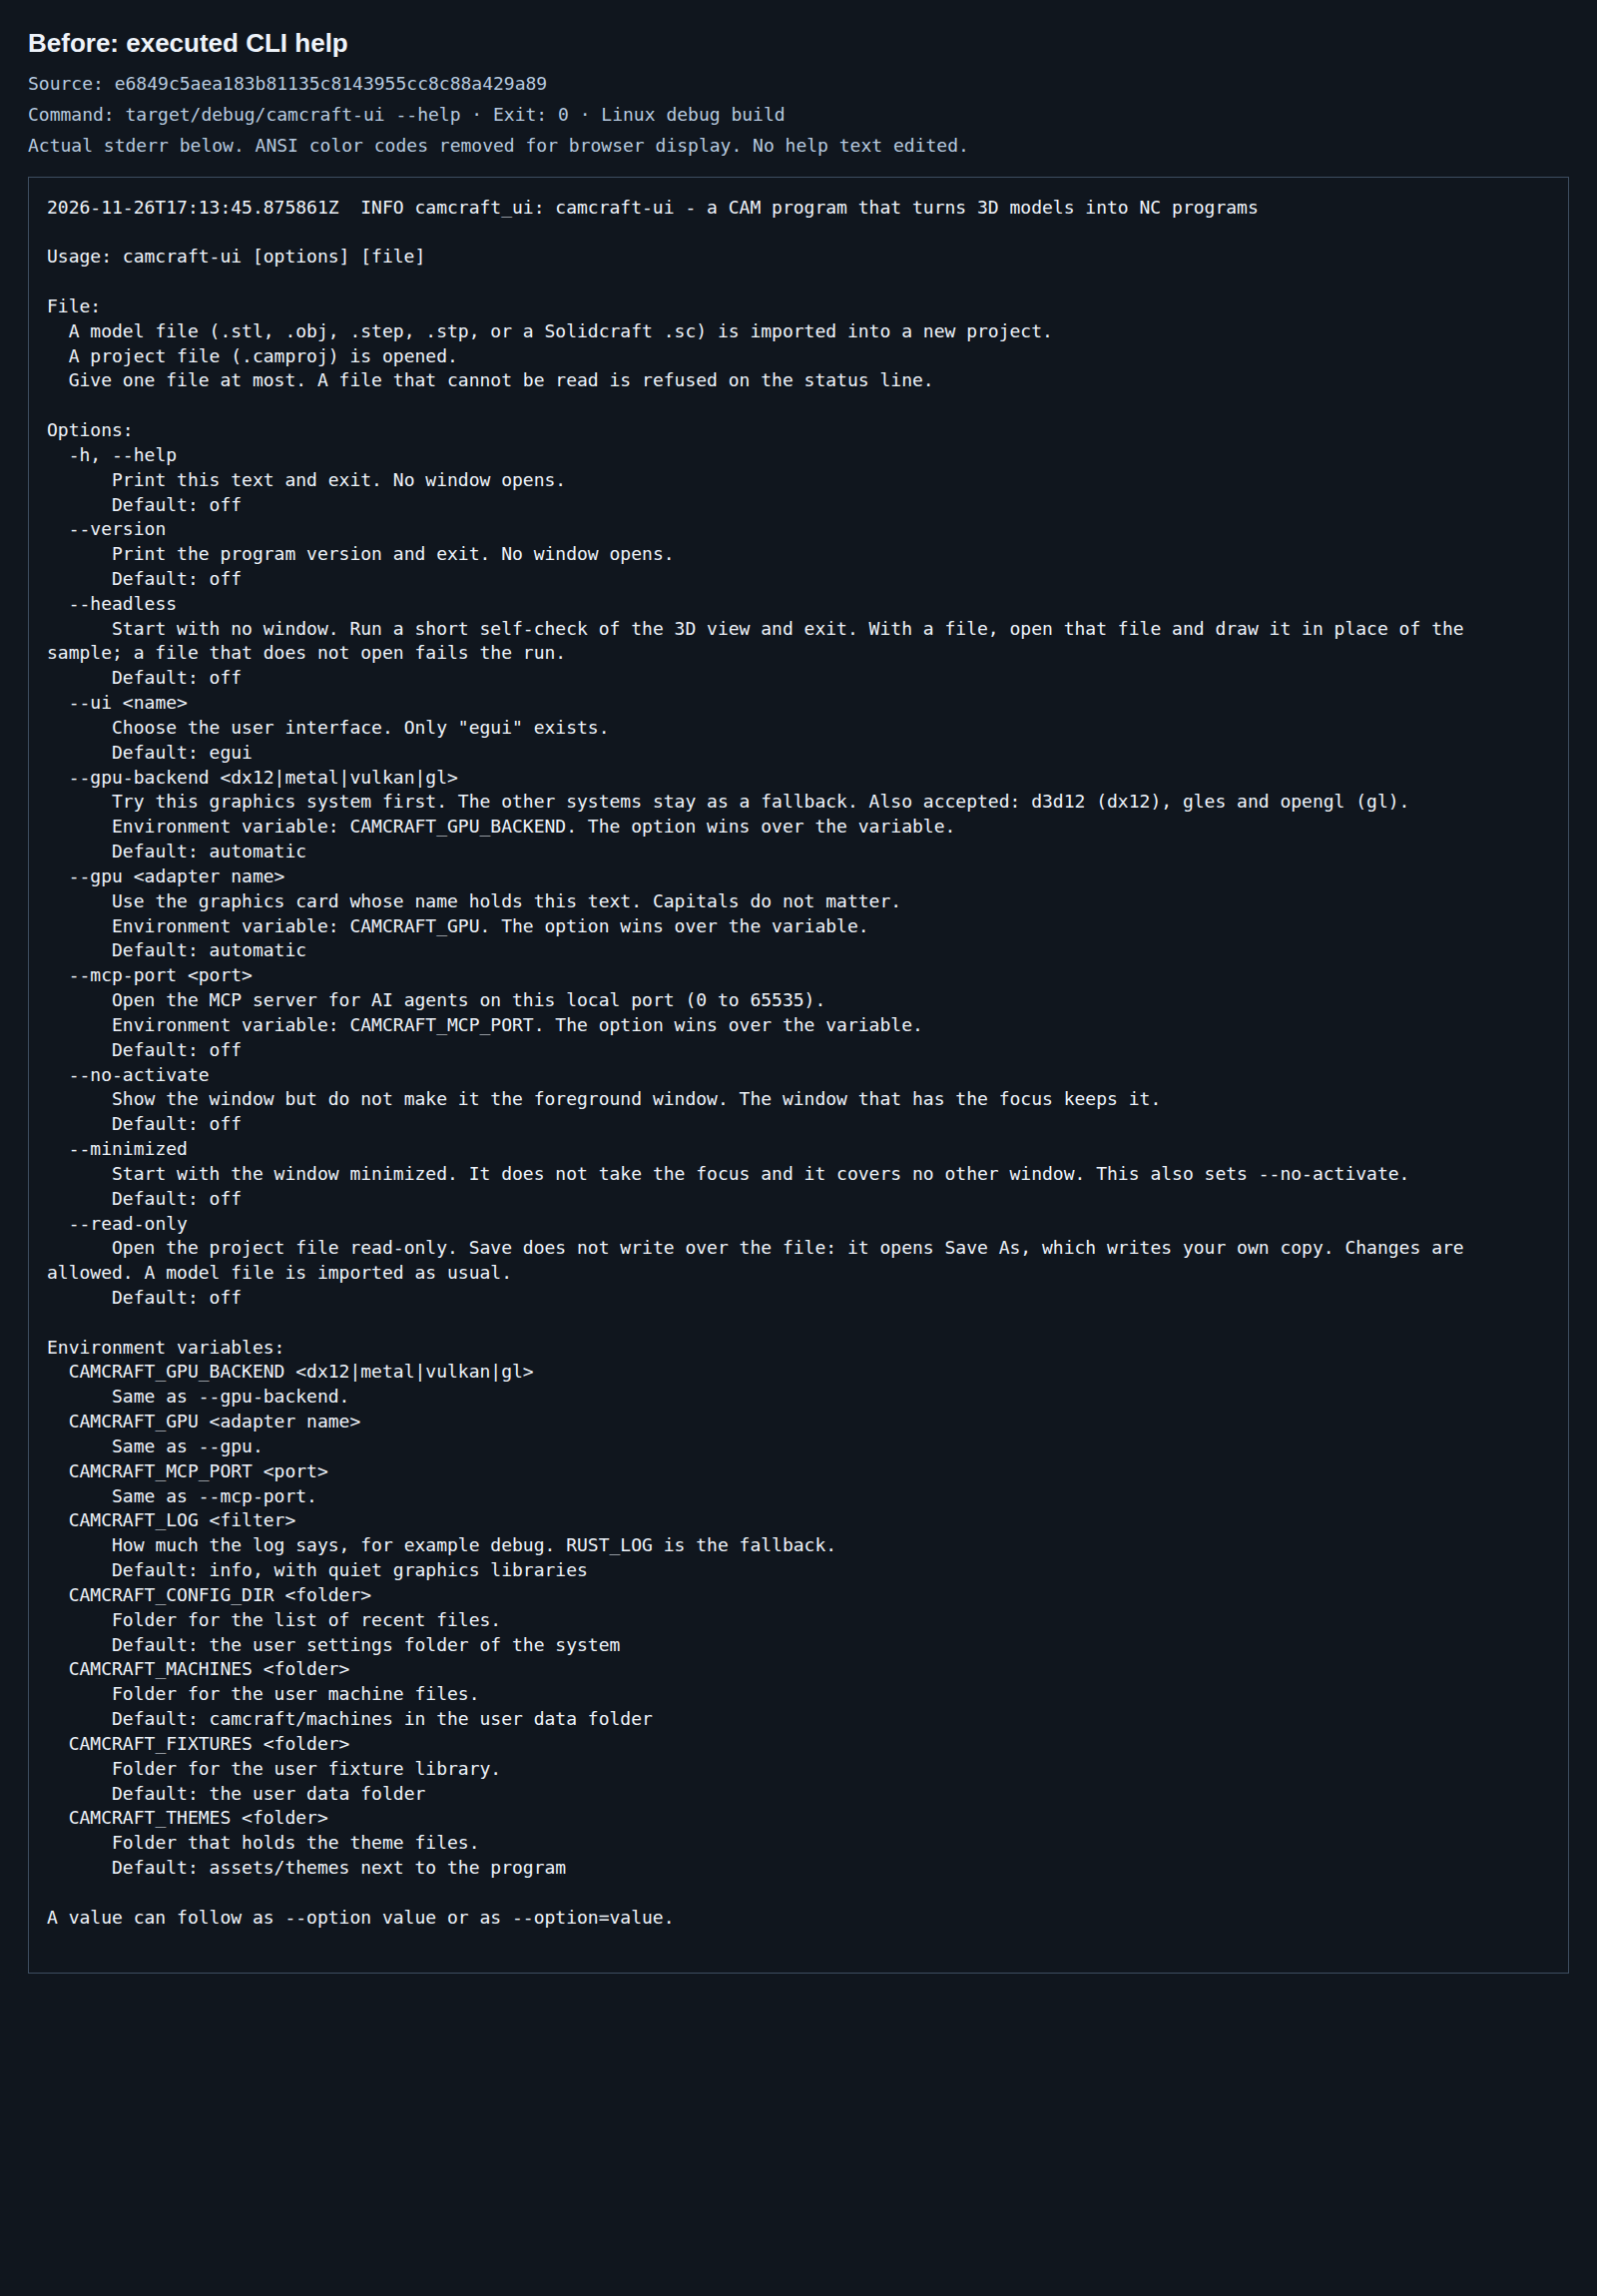 Before: executed CLI help
Source: e6849c5aea183b81135c8143955cc8c88a429a89
Command: target/debug/camcraft-ui --help · Exit: 0 · Linux debug build
Actual stderr below. ANSI color codes removed for browser display. No help text edited.
2026-11-26T17:13:45.875861Z  INFO camcraft_ui: camcraft-ui - a CAM program that turns 3D models into NC programs

Usage: camcraft-ui [options] [file]

File:
  A model file (.stl, .obj, .step, .stp, or a Solidcraft .sc) is imported into a new project.
  A project file (.camproj) is opened.
  Give one file at most. A file that cannot be read is refused on the status line.

Options:
  -h, --help
      Print this text and exit. No window opens.
      Default: off
  --version
      Print the program version and exit. No window opens.
      Default: off
  --headless
      Start with no window. Run a short self-check of the 3D view and exit. With a file, open that file and draw it in place of the
sample; a file that does not open fails the run.
      Default: off
  --ui <name>
      Choose the user interface. Only "egui" exists.
      Default: egui
  --gpu-backend <dx12|metal|vulkan|gl>
      Try this graphics system first. The other systems stay as a fallback. Also accepted: d3d12 (dx12), gles and opengl (gl).
      Environment variable: CAMCRAFT_GPU_BACKEND. The option wins over the variable.
      Default: automatic
  --gpu <adapter name>
      Use the graphics card whose name holds this text. Capitals do not matter.
      Environment variable: CAMCRAFT_GPU. The option wins over the variable.
      Default: automatic
  --mcp-port <port>
      Open the MCP server for AI agents on this local port (0 to 65535).
      Environment variable: CAMCRAFT_MCP_PORT. The option wins over the variable.
      Default: off
  --no-activate
      Show the window but do not make it the foreground window. The window that has the focus keeps it.
      Default: off
  --minimized
      Start with the window minimized. It does not take the focus and it covers no other window. This also sets --no-activate.
      Default: off
  --read-only
      Open the project file read-only. Save does not write over the file: it opens Save As, which writes your own copy. Changes are
allowed. A model file is imported as usual.
      Default: off

Environment variables:
  CAMCRAFT_GPU_BACKEND <dx12|metal|vulkan|gl>
      Same as --gpu-backend.
  CAMCRAFT_GPU <adapter name>
      Same as --gpu.
  CAMCRAFT_MCP_PORT <port>
      Same as --mcp-port.
  CAMCRAFT_LOG <filter>
      How much the log says, for example debug. RUST_LOG is the fallback.
      Default: info, with quiet graphics libraries
  CAMCRAFT_CONFIG_DIR <folder>
      Folder for the list of recent files.
      Default: the user settings folder of the system
  CAMCRAFT_MACHINES <folder>
      Folder for the user machine files.
      Default: camcraft/machines in the user data folder
  CAMCRAFT_FIXTURES <folder>
      Folder for the user fixture library.
      Default: the user data folder
  CAMCRAFT_THEMES <folder>
      Folder that holds the theme files.
      Default: assets/themes next to the program

A value can follow as --option value or as --option=value.